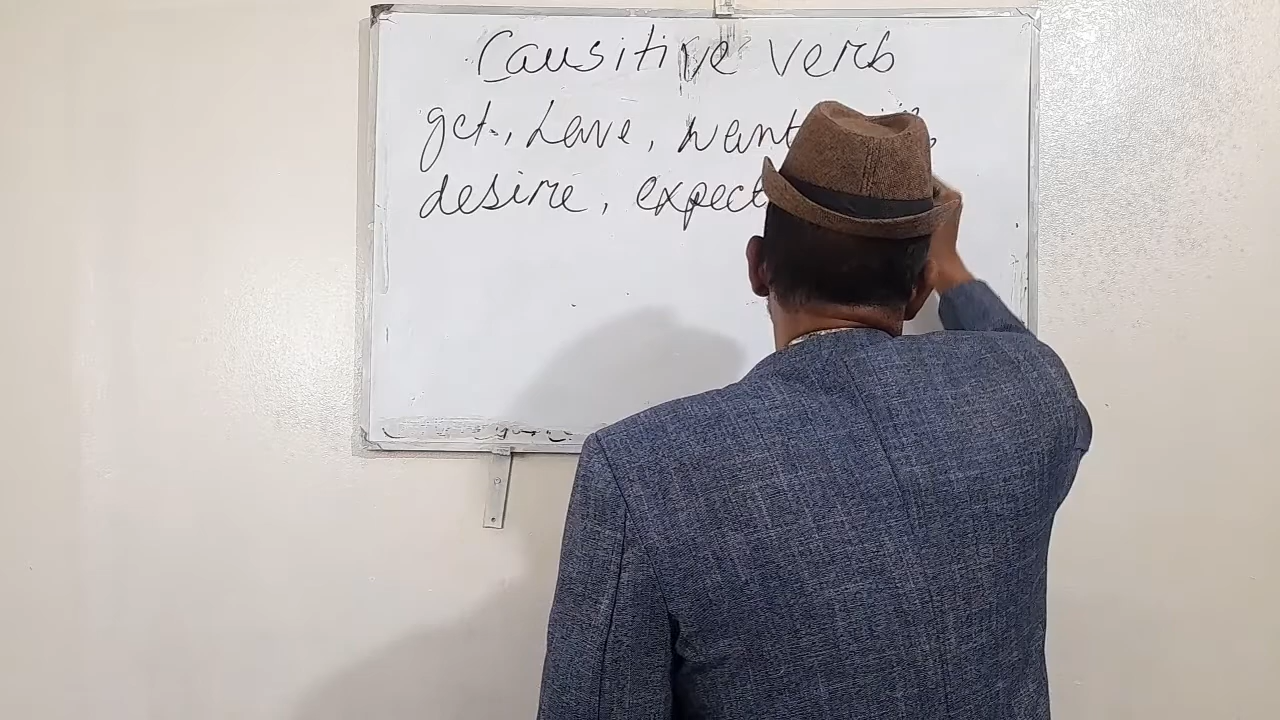 Causitive verb
get, have, want
desire, expect